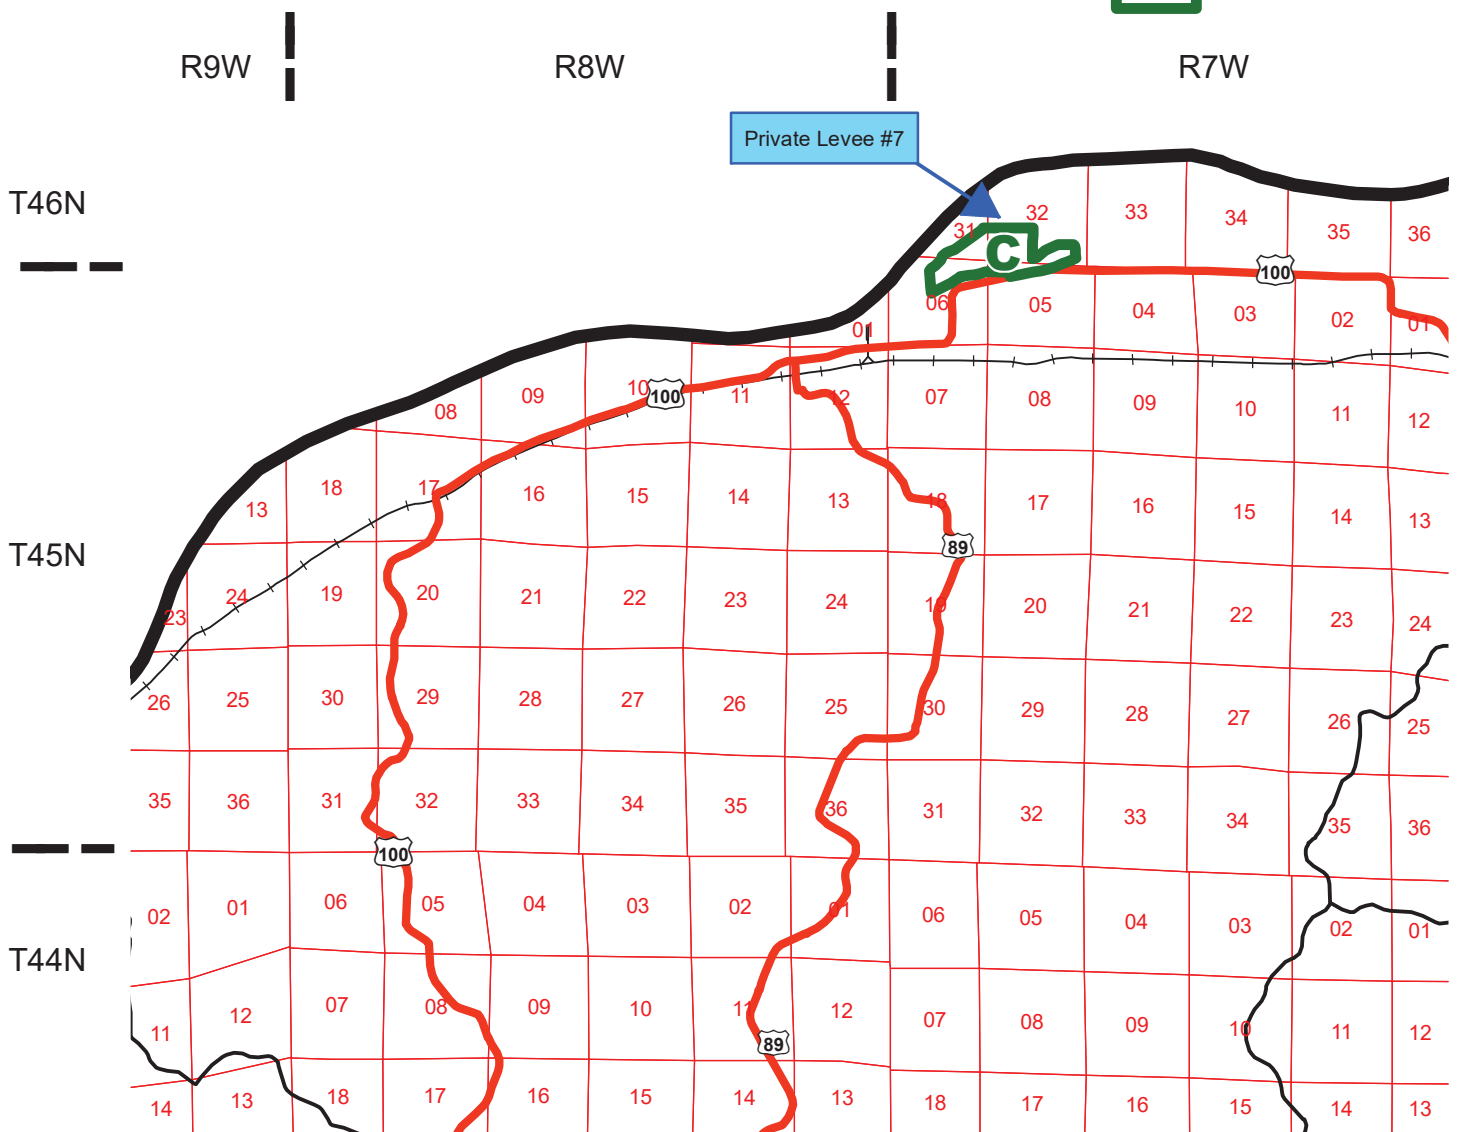 R9W R8W R7W
Private Levee #7
T46N
32 33 34 35 36
31
C
100
06 05 04 03 02 01
01
08 09 10 100 11 12 07 08 09 10 11 12
T45N
13 18 17 16 15 14 13 18 17 16 15 14 13
89
23 24 19 20 21 22 23 24 19 20 21 22 23 24
26 25 30 29 28 27 26 25 30 29 28 27 26 25
35 36 31 32 33 34 35 36 31 32 33 34 35 36
100
T44N
02 01 06 05 04 03 02 01 06 05 04 03 02 01
11 12 07 08 09 10 11 12 07 08 09 10 11 12
89
14 13 18 17 16 15 14 13 18 17 16 15 14 13